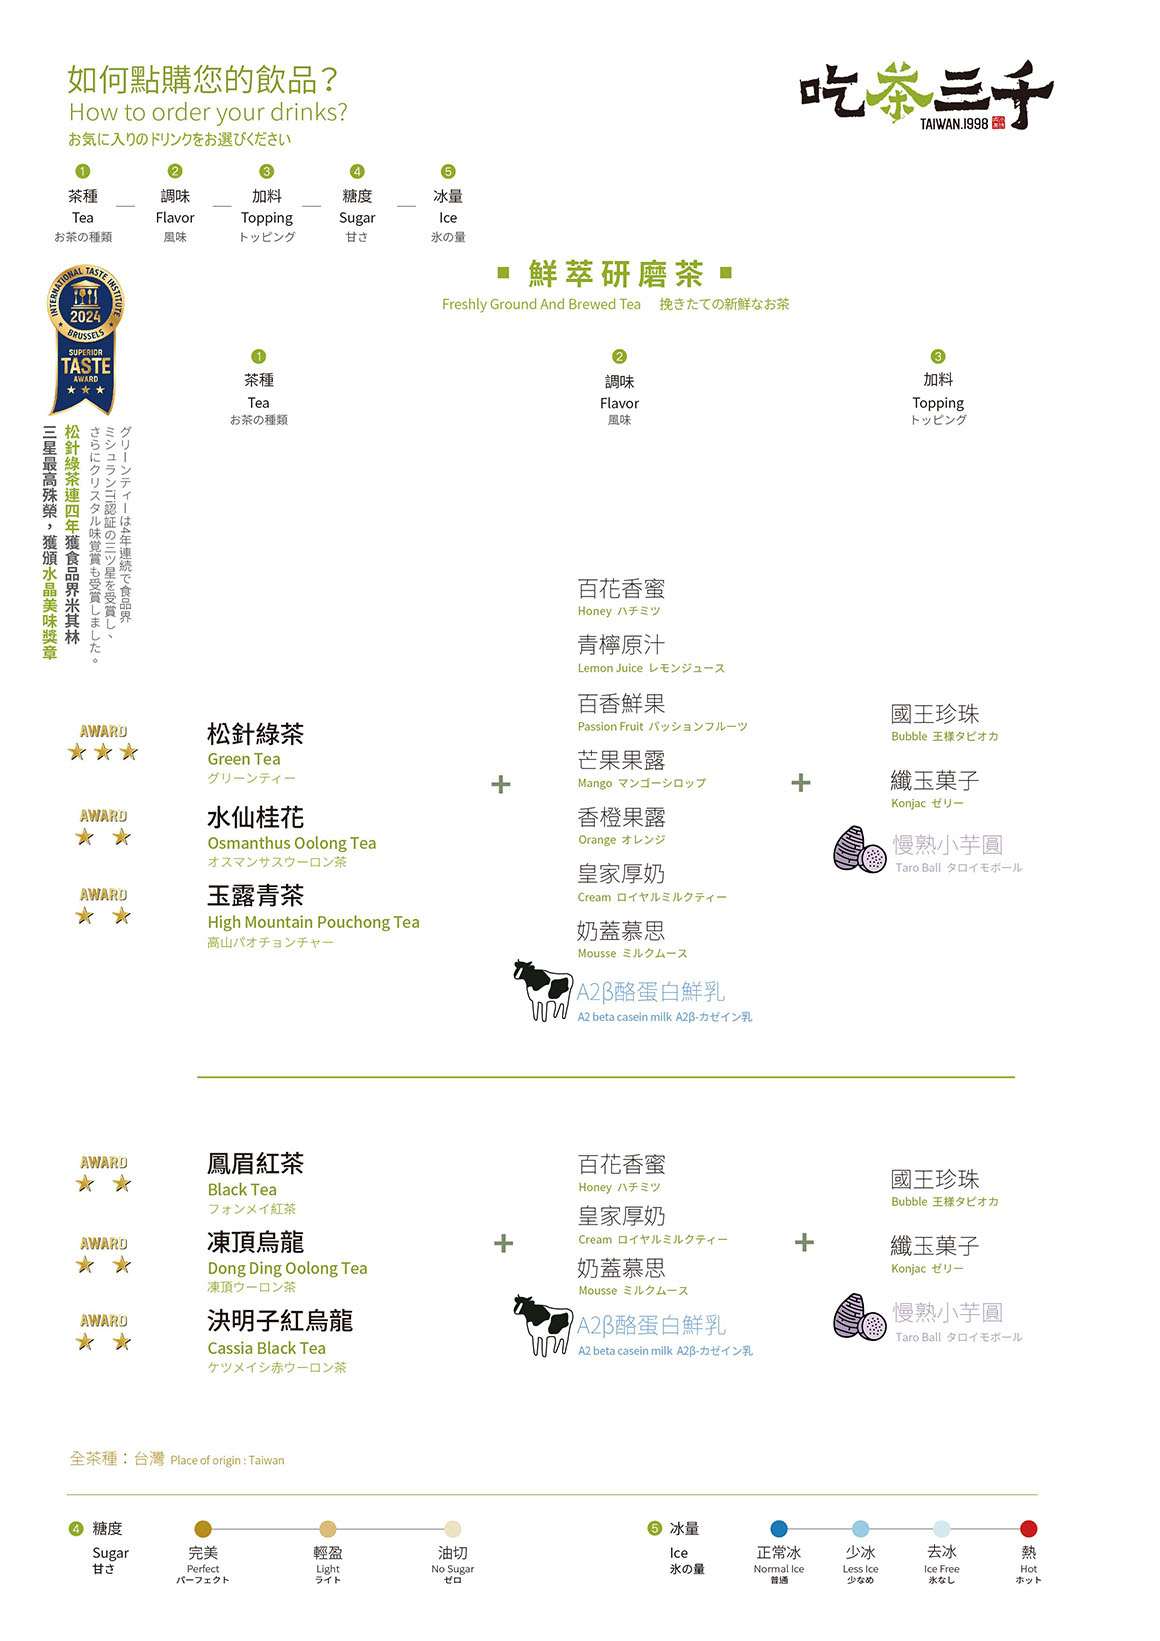 如何點購您的飲品？
How to order your drinks?
お気に入りのドリンクをお選びください
吃茶三千
TAIWAN.1998
1 2 3 4 5
茶種 調味 加料 糖度 冰量
Tea Flavor Topping Sugar Ice
お茶の種類 風味 トッピング 甘さ 氷の量
INTERNATIONAL TASTE INSTITUTE
2024
BRUSSELS
SUPERIOR
TASTE
AWARD
グリーンティーは4年連続で食品界
ミシュランiTi認証の三ツ星を受賞し、
さらにクリスタル味覚賞も受賞しました。
松針綠茶連四年獲食品界米其林
三星最高殊榮，獲頒水晶美味獎章
鮮萃研磨茶
Freshly Ground And Brewed Tea 挽きたての新鮮なお茶
1
茶種
Tea
お茶の種類
2
調味
Flavor
風味
3
加料
Topping
トッピング
AWARD
松針綠茶
Green Tea
グリーンティー
AWARD
水仙桂花
Osmanthus Oolong Tea
オスマンサスウーロン茶
AWARD
玉露青茶
High Mountain Pouchong Tea
高山パオチョンチャー
+
百花香蜜
Honey ハチミツ
青檸原汁
Lemon Juice レモンジュース
百香鮮果
Passion Fruit パッションフルーツ
芒果果露
Mango マンゴーシロップ
香橙果露
Orange オレンジ
皇家厚奶
Cream ロイヤルミルクティー
奶蓋慕思
Mousse ミルクムース
A2β酪蛋白鮮乳
A2 beta casein milk A2β-カゼイン乳
+
國王珍珠
Bubble 王様タピオカ
纖玉菓子
Konjac ゼリー
慢熟小芋圓
Taro Ball タロイモボール
AWARD
鳳眉紅茶
Black Tea
フォンメイ紅茶
AWARD
凍頂烏龍
Dong Ding Oolong Tea
凍頂ウーロン茶
AWARD
決明子紅烏龍
Cassia Black Tea
ケツメイシ赤ウーロン茶
+
百花香蜜
Honey ハチミツ
皇家厚奶
Cream ロイヤルミルクティー
奶蓋慕思
Mousse ミルクムース
A2β酪蛋白鮮乳
A2 beta casein milk A2β-カゼイン乳
+
國王珍珠
Bubble 王様タピオカ
纖玉菓子
Konjac ゼリー
慢熟小芋圓
Taro Ball タロイモボール
全茶種：台灣 Place of origin : Taiwan
4 糖度
Sugar
甘さ
完美
Perfect
パーフェクト
輕盈
Light
ライト
油切
No Sugar
ゼロ
5 冰量
Ice
氷の量
正常冰
Normal Ice
普通
少冰
Less Ice
少なめ
去冰
Ice Free
氷なし
熱
Hot
ホット